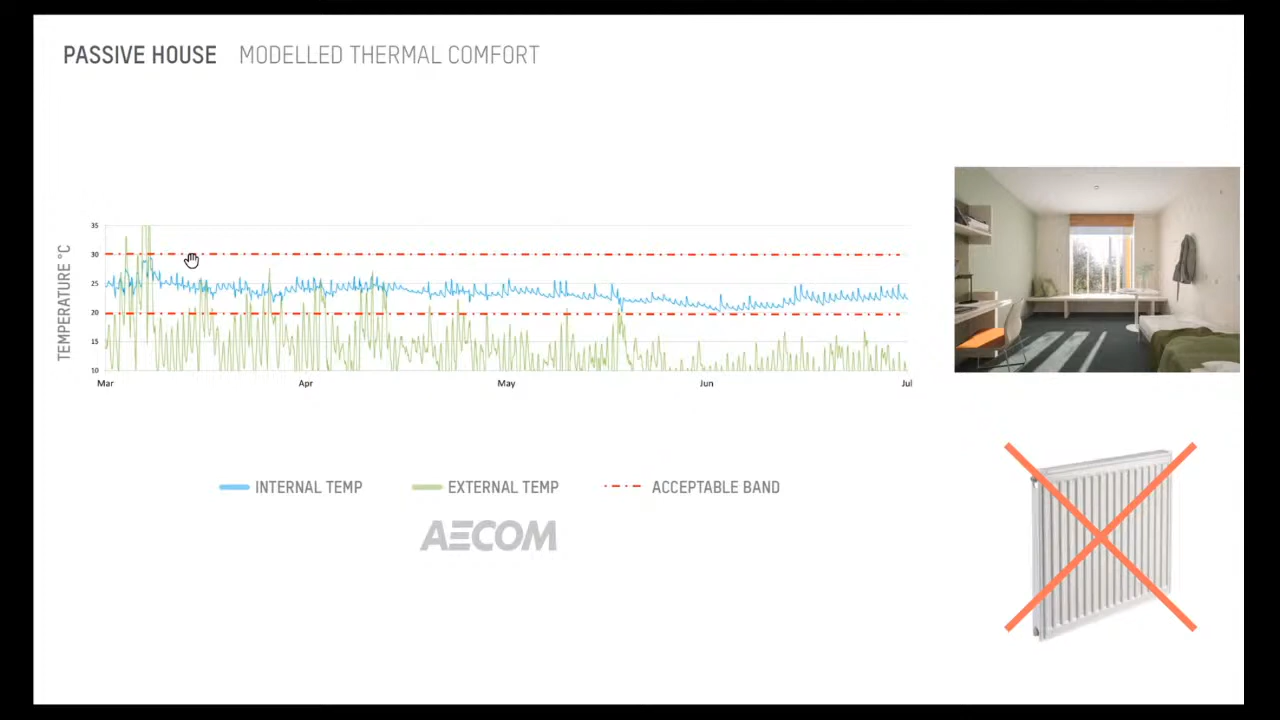 PASSIVE HOUSE MODELLED THERMAL COMFORT
TEMPERATURE °C
35
30
25
20
15
10
Mar Apr May Jun Jul
INTERNAL TEMP EXTERNAL TEMP ACCEPTABLE BAND
AECOM